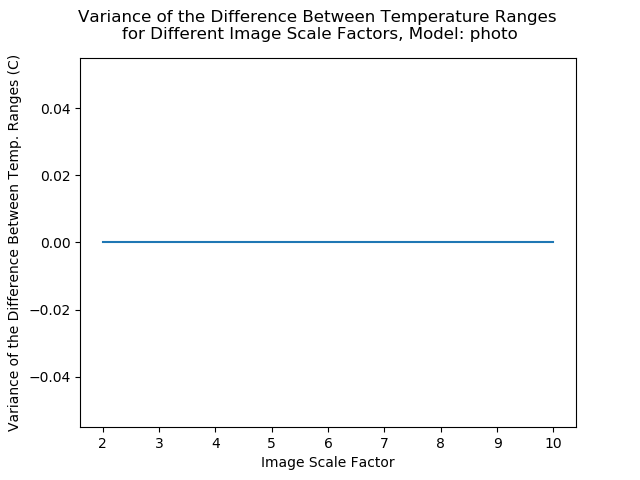 Variance of the Difference Between Temperature Ranges
for Different Image Scale Factors, Model: photo
Variance of the Difference Between Temp. Ranges (C)
0.04
0.02
0.00
−0.02
−0.04
2 3 4 5 6 7 8 9 10
Image Scale Factor